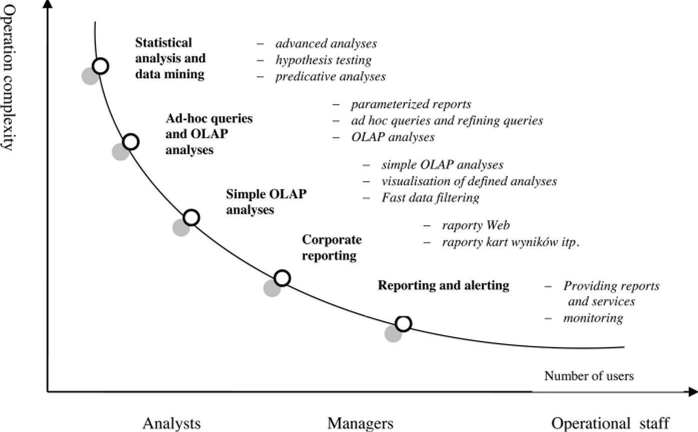 Operation complexity
Statistical
analysis and
data mining
– advanced analyses
– hypothesis testing
– predicative analyses
Ad-hoc queries
and OLAP
analyses
– parameterized reports
– ad hoc queries and refining queries
– OLAP analyses
Simple OLAP
analyses
– simple OLAP analyses
– visualisation of defined analyses
– Fast data filtering
Corporate
reporting
– raporty Web
– raporty kart wyników itp.
Reporting and alerting
– Providing reports
and services
– monitoring
Number of users
Analysts
Managers
Operational staff